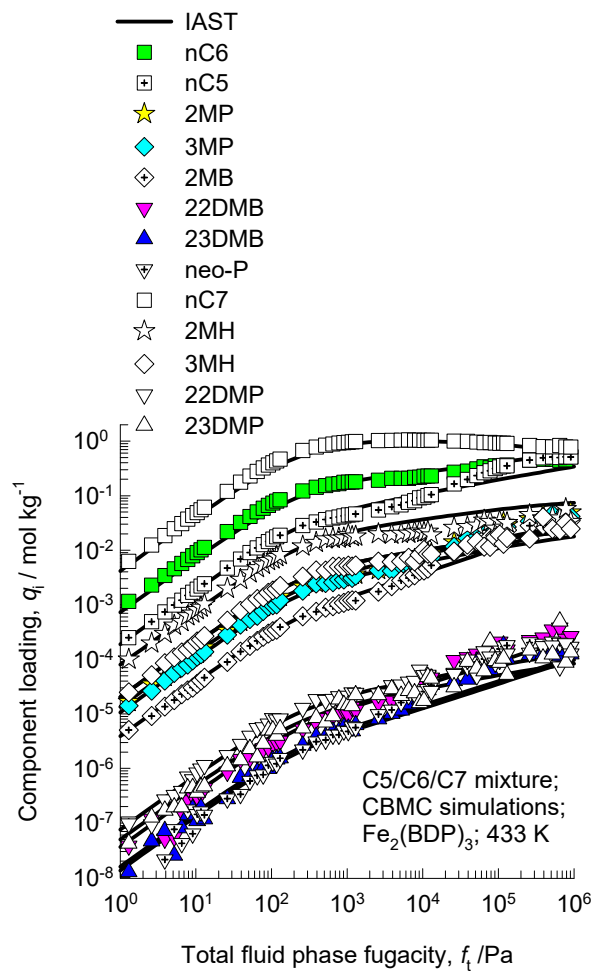 IAST
nC6
nC5
2MP
3MP
2MB
22DMB
23DMB
neo-P
nC7
2MH
3MH
22DMP
23DMP
10⁰
10⁻¹
10⁻²
10⁻³
10⁻⁴
10⁻⁵
10⁻⁶
10⁻⁷
10⁻⁸
Component loading, qᵢ / mol kg⁻¹
C5/C6/C7 mixture;
CBMC simulations;
Fe₂(BDP)₃; 433 K
10⁰ 10¹ 10² 10³ 10⁴ 10⁵ 10⁶
Total fluid phase fugacity, fₜ /Pa